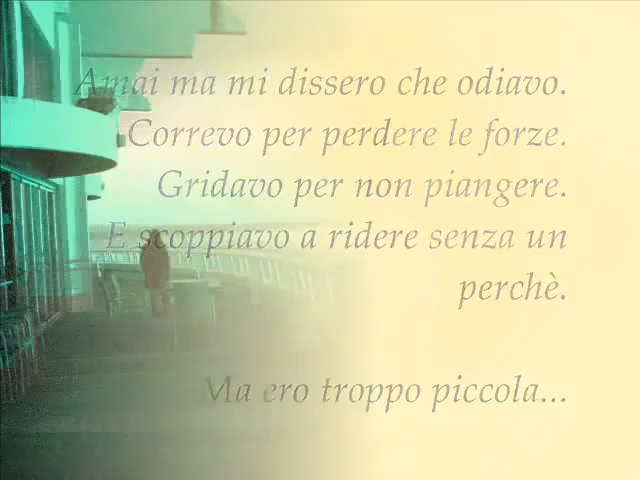 Amai ma mi dissero che odiavo.
Correvo per perdere le forze.
Gridavo per non piangere.
E scoppiavo a ridere senza un
perchè.
Ma ero troppo piccola...